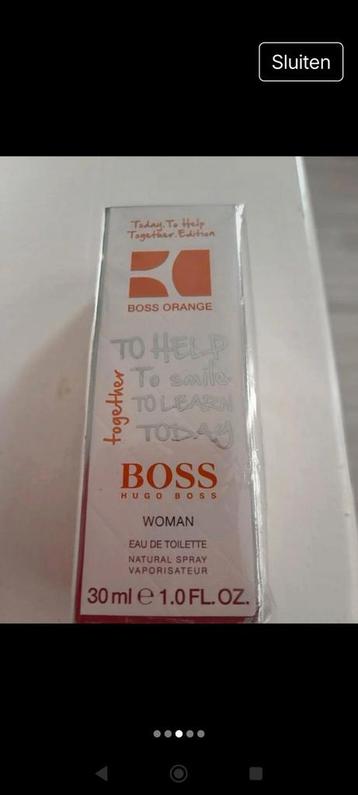 Sluiten
Today. To Help
Together. Edition
BOSS ORANGE
together
TO HELP
To smile
TO LEARN
TODAY
BOSS
HUGO BOSS
WOMAN
EAU DE TOILETTE
NATURAL SPRAY
VAPORISATEUR
30 ml e 1.0 FL. OZ.